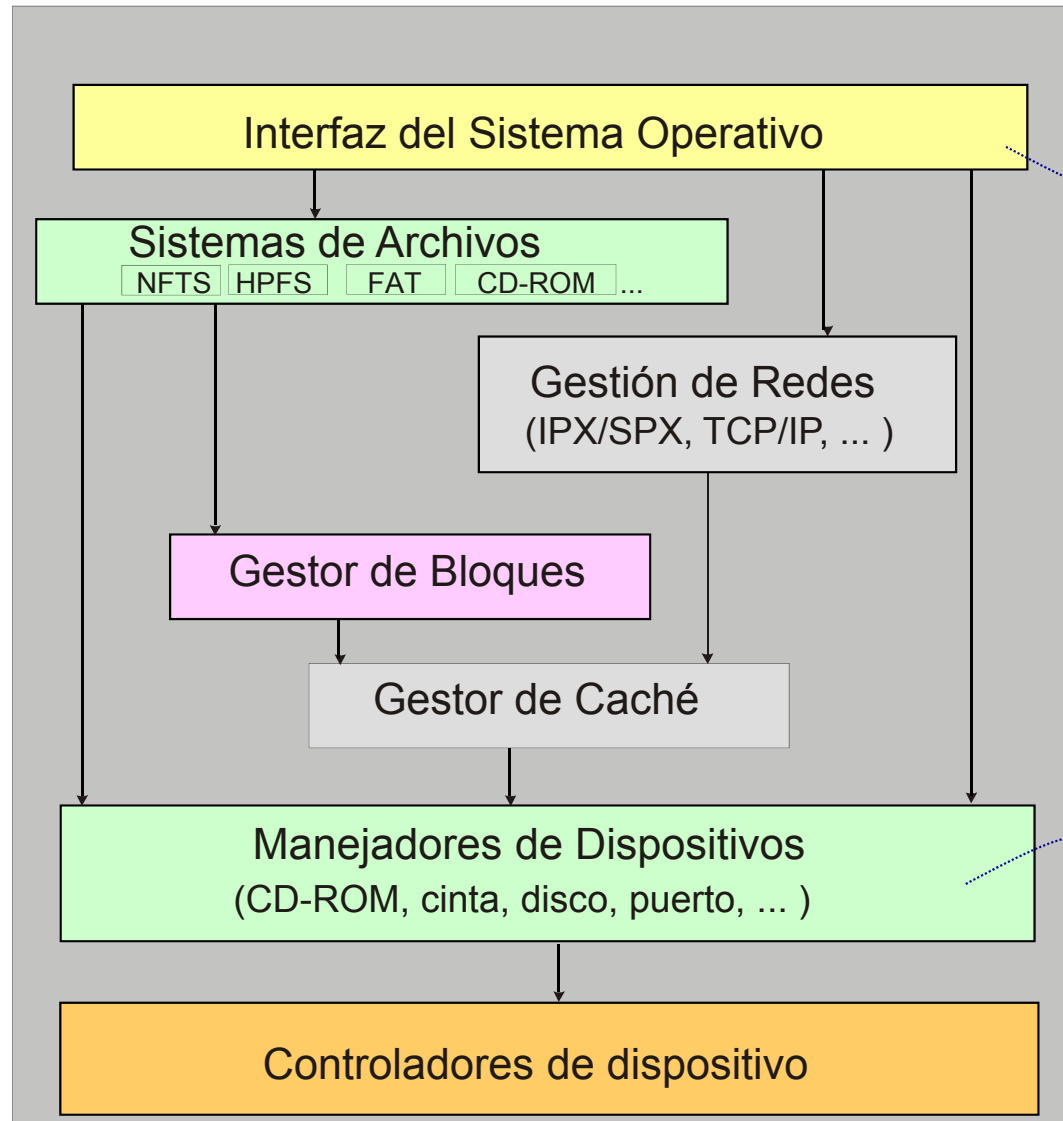 Interfaz del Sistema Operativo
Sistemas de Archivos
NFTS HPFS FAT CD-ROM ...
Gestión de Redes
(IPX/SPX, TCP/IP, ... )
Gestor de Bloques
Gestor de Caché
Manejadores de Dispositivos
(CD-ROM, cinta, disco, puerto, ... )
Controladores de dispositivo